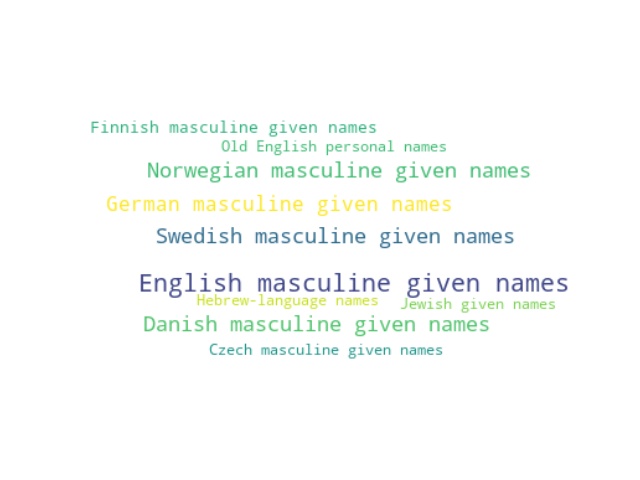 Finnish masculine given names
Old English personal names
Norwegian masculine given names
German masculine given names
Swedish masculine given names
English masculine given names
Hebrew-language names
Jewish given names
Danish masculine given names
Czech masculine given names